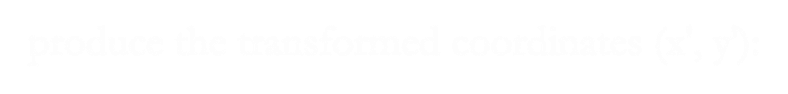 produce the transformed coordinates (x', y'):